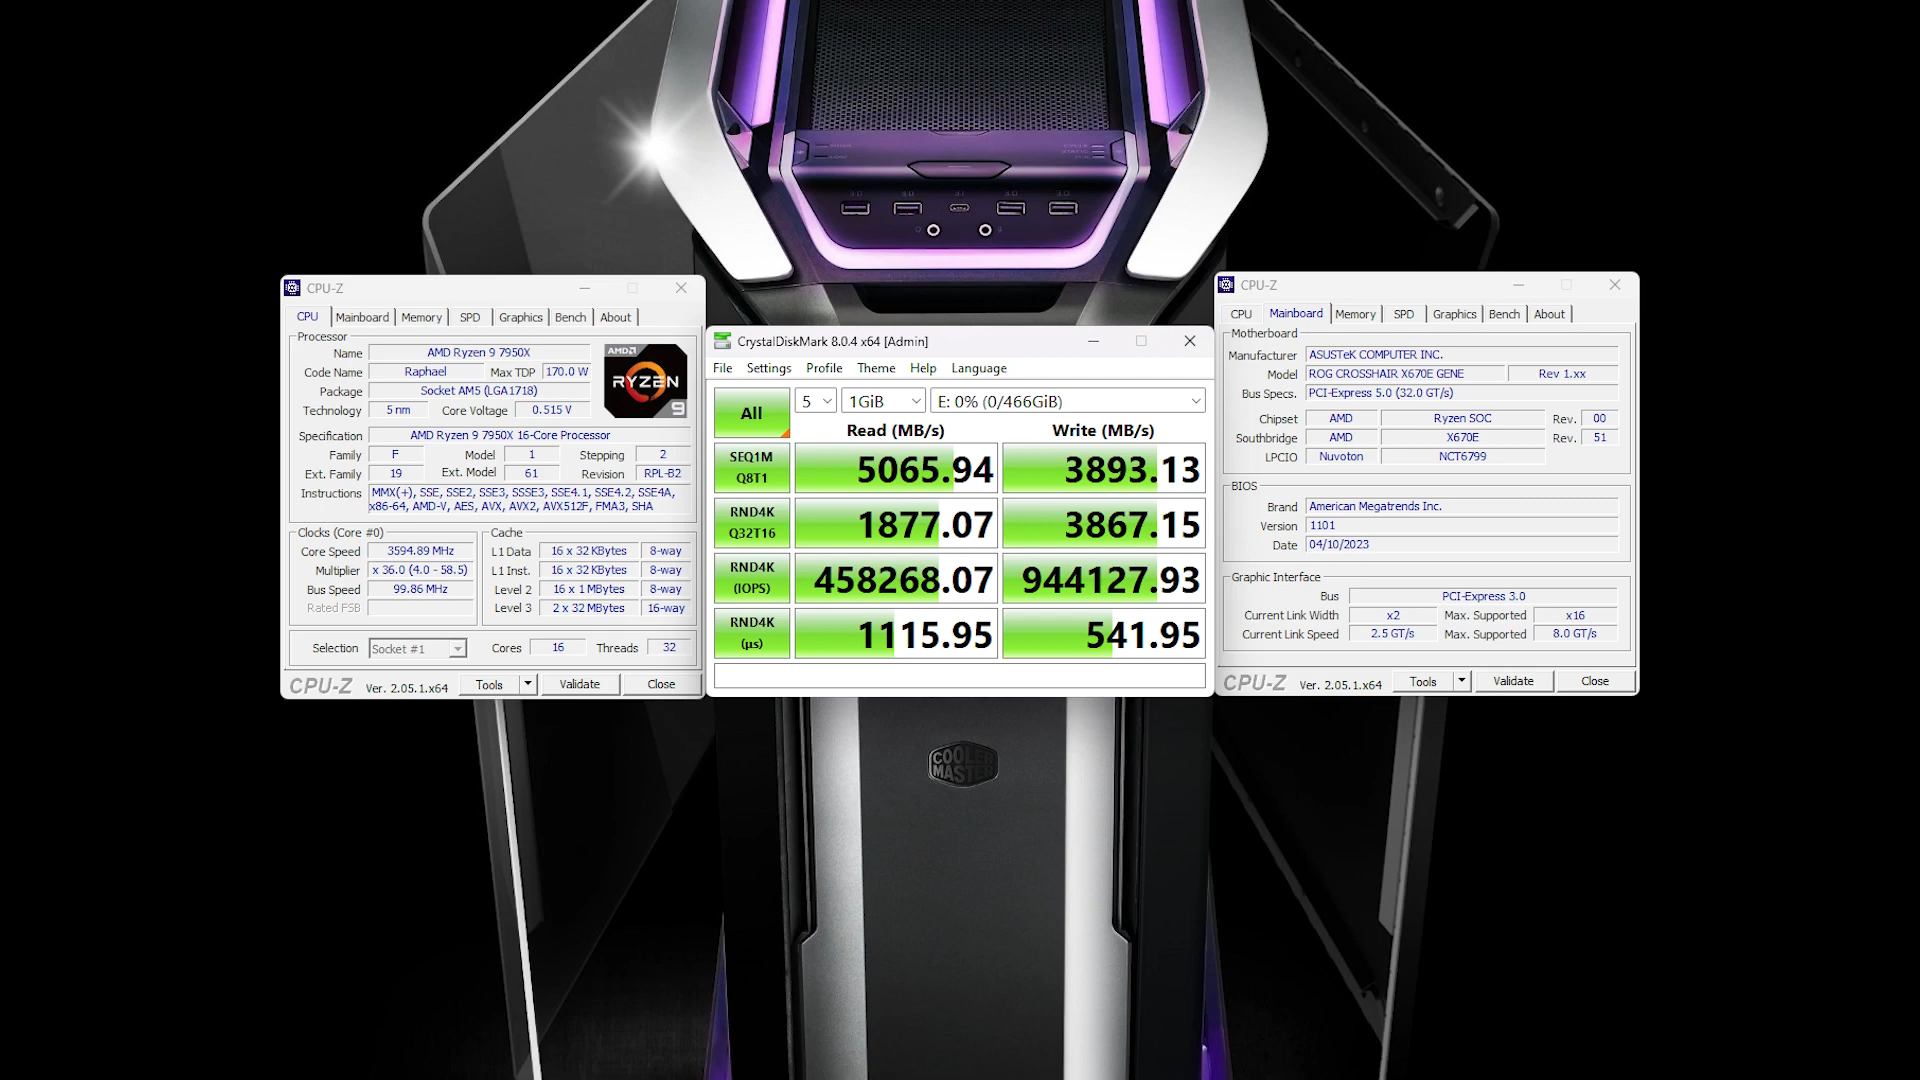 3.0 3.0 3.1 3.0 3.0
CPU-Z
CPU Mainboard Memory SPD Graphics Bench About
Processor
Name AMD Ryzen 9 7950X
Code Name Raphael Max TDP 170.0 W
Package Socket AM5 (LGA1718)
Technology 5 nm Core Voltage 0.515 V
AMD
RYZEN
9
Specification AMD Ryzen 9 7950X 16-Core Processor
Family F Model 1 Stepping 2
Ext. Family 19 Ext. Model 61 Revision RPL-B2
Instructions MMX(+), SSE, SSE2, SSE3, SSSE3, SSE4.1, SSE4.2, SSE4A,
x86-64, AMD-V, AES, AVX, AVX2, AVX512F, FMA3, SHA
Clocks (Core #0)
Core Speed 3594.89 MHz
Multiplier x 36.0 (4.0 - 58.5)
Bus Speed 99.86 MHz
Rated FSB
Cache
L1 Data 16 x 32 KBytes 8-way
L1 Inst. 16 x 32 KBytes 8-way
Level 2 16 x 1 MBytes 8-way
Level 3 2 x 32 MBytes 16-way
Selection Socket #1 Cores 16 Threads 32
CPU-Z Ver. 2.05.1.x64 Tools Validate Close
CrystalDiskMark 8.0.4 x64 [Admin]
File Settings Profile Theme Help Language
All 5 1GiB E: 0% (0/466GiB)
Read (MB/s) Write (MB/s)
SEQ1M
Q8T1 5065.94 3893.13
RND4K
Q32T16 1877.07 3867.15
RND4K
(IOPS) 458268.07 944127.93
RND4K
(μs) 1115.95 541.95
CPU-Z
CPU Mainboard Memory SPD Graphics Bench About
Motherboard
Manufacturer ASUSTeK COMPUTER INC.
Model ROG CROSSHAIR X670E GENE Rev 1.xx
Bus Specs. PCI-Express 5.0 (32.0 GT/s)
Chipset AMD Ryzen SOC Rev. 00
Southbridge AMD X670E Rev. 51
LPCIO Nuvoton NCT6799
BIOS
Brand American Megatrends Inc.
Version 1101
Date 04/10/2023
Graphic Interface
Bus PCI-Express 3.0
Current Link Width x2 Max. Supported x16
Current Link Speed 2.5 GT/s Max. Supported 8.0 GT/s
CPU-Z Ver. 2.05.1.x64 Tools Validate Close
COOLER
MASTER